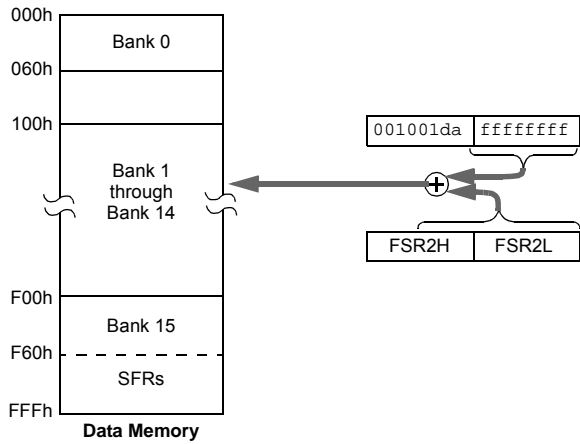 000h
Bank 0
060h
100h
001001da ffffffff
Bank 1
through
Bank 14
FSR2H FSR2L
F00h
Bank 15
F60h
SFRs
FFFh
Data Memory